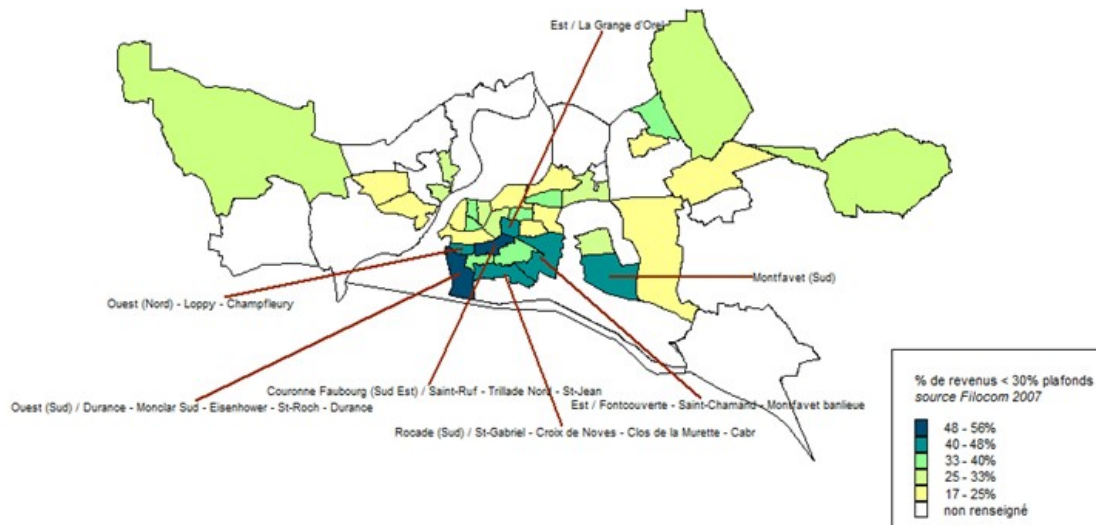 Est / La Grange d'Orel
Montfavet (Sud)
Ouest (Nord) - Loppy - Champfleury
Couronne Faubourg (Sud Est) / Saint-Ruf - Trillade Nord - St-Jean
Ouest (Sud) / Durance - Monclar Sud - Eisenhower - St-Roch - Durance
Est / Fontcouverte - Saint-Chamand - Montfavet banlieue
Rocade (Sud) / St-Gabriel - Croix de Noves - Clos de la Murette - Cabr
% de revenus < 30% plafonds
source Filocom 2007
48 - 56%
40 - 48%
33 - 40%
25 - 33%
17 - 25%
non renseigné